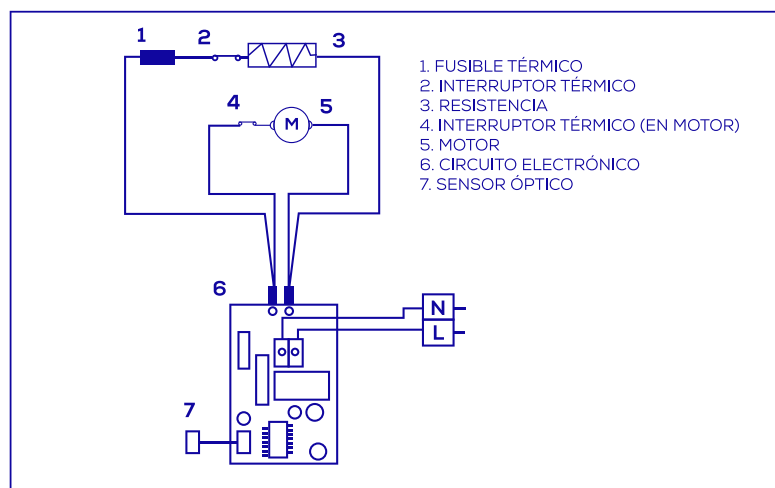 1
2
3
4
5
M
1. FUSIBLE TÉRMICO
2. INTERRUPTOR TÉRMICO
3. RESISTENCIA
4. INTERRUPTOR TÉRMICO (EN MOTOR)
5. MOTOR
6. CIRCUITO ELECTRÓNICO
7. SENSOR ÓPTICO
6
N
L
7